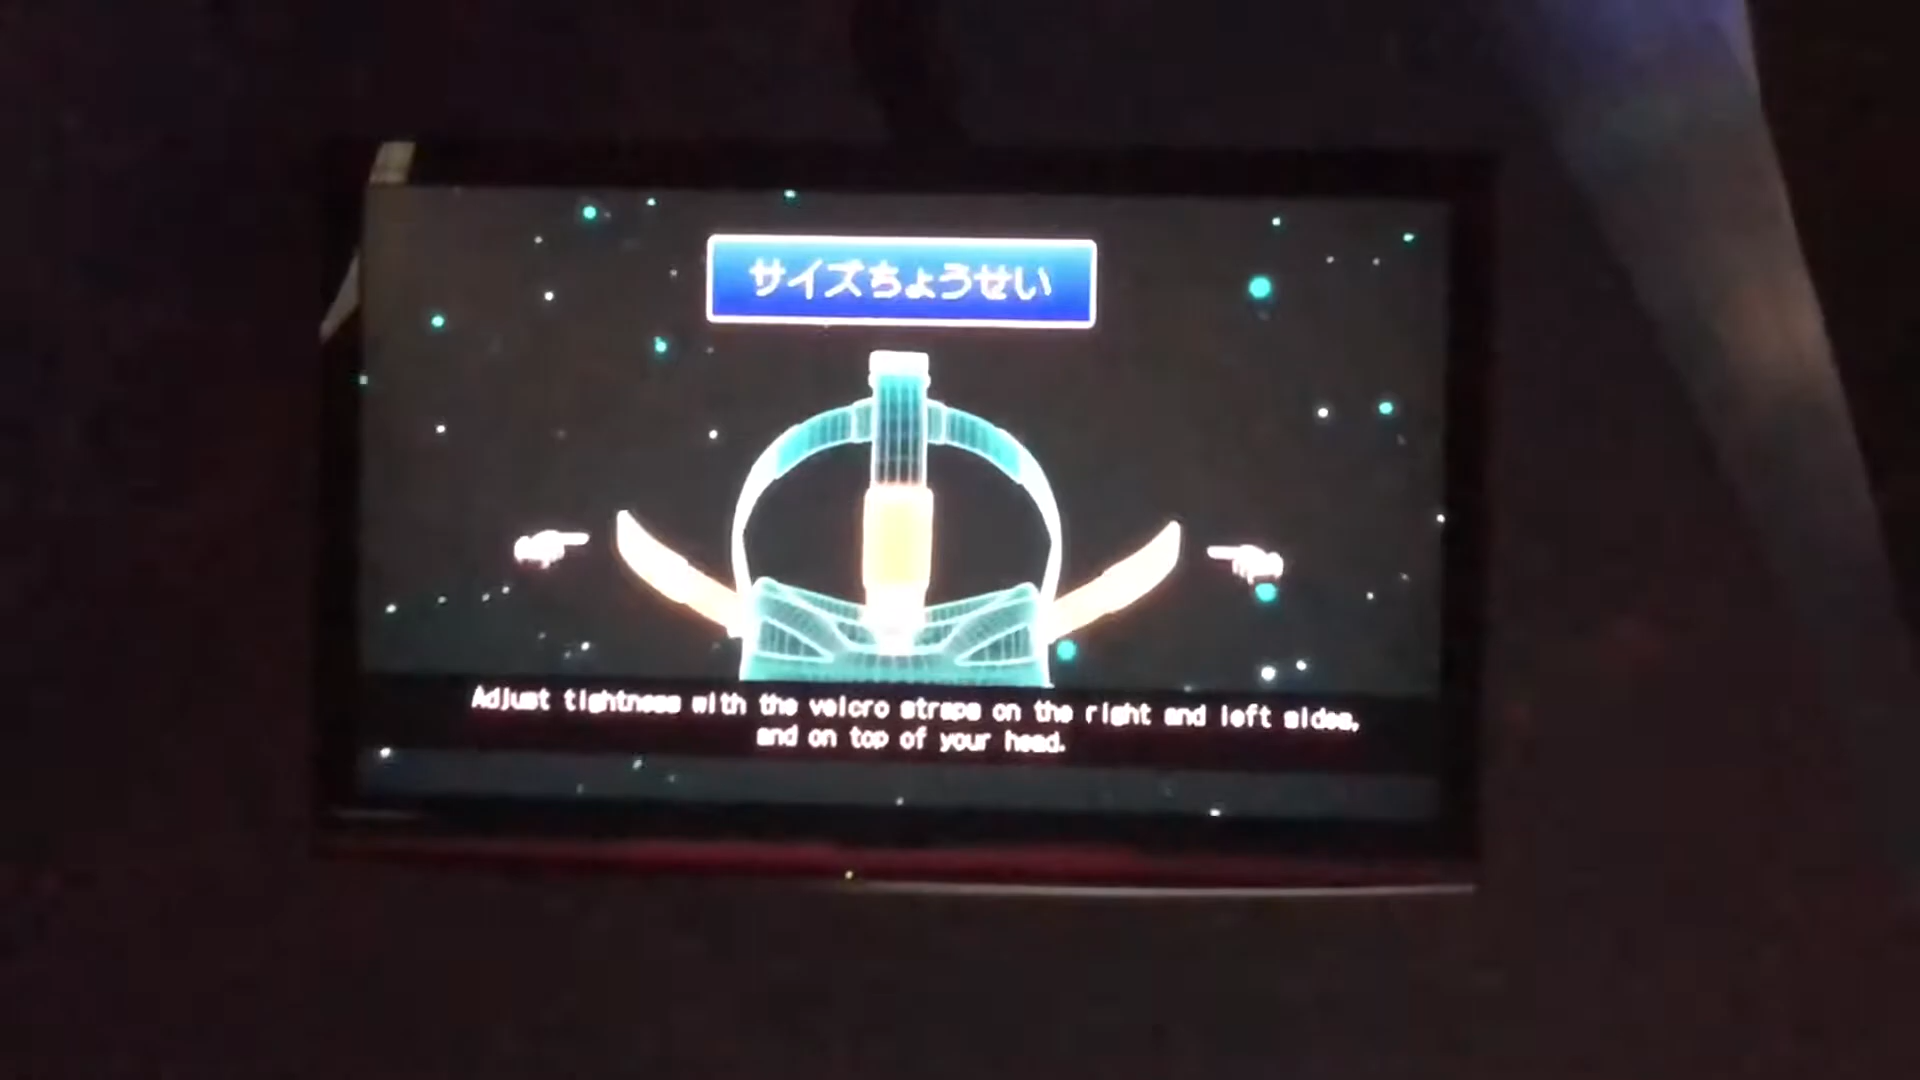 サイズちょうせい
Adjust tightness with the velcro straps on the right and left sides,
and on top of your head.